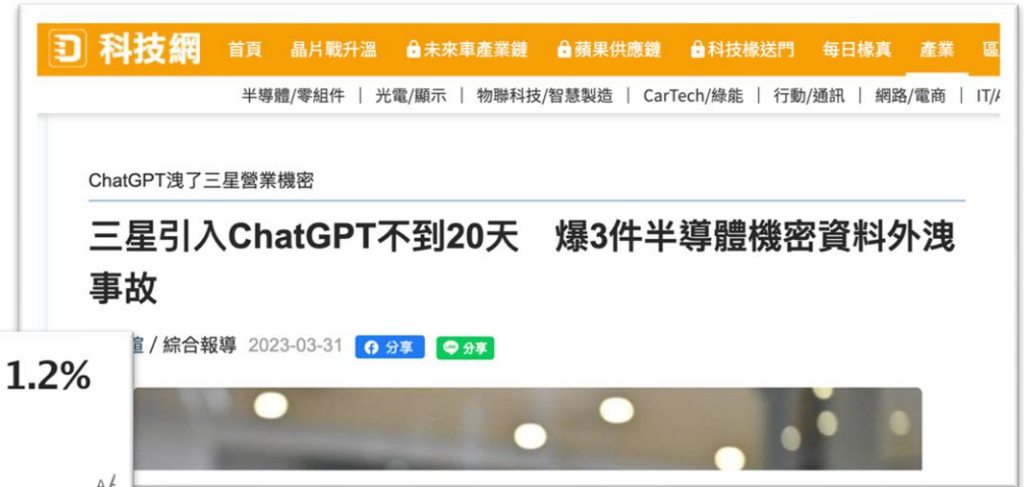 科技網 首頁 晶片戰升溫 未來車產業鏈 蘋果供應鏈 科技椽送門 每日椽真 產業 區
半導體/零組件 | 光電/顯示 | 物聯科技/智慧製造 | CarTech/綠能 | 行動/通訊 | 網路/電商 | IT/
ChatGPT洩了三星營業機密
三星引入ChatGPT不到20天 爆3件半導體機密資料外洩
事故
/ 綜合報導 2023-03-31 分享 分享
1.2%